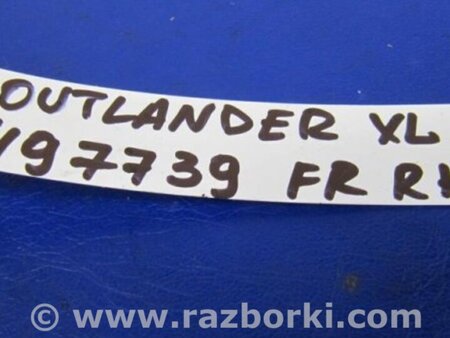 OUTLANDER XL
97739 FR R
© www.razborki.com